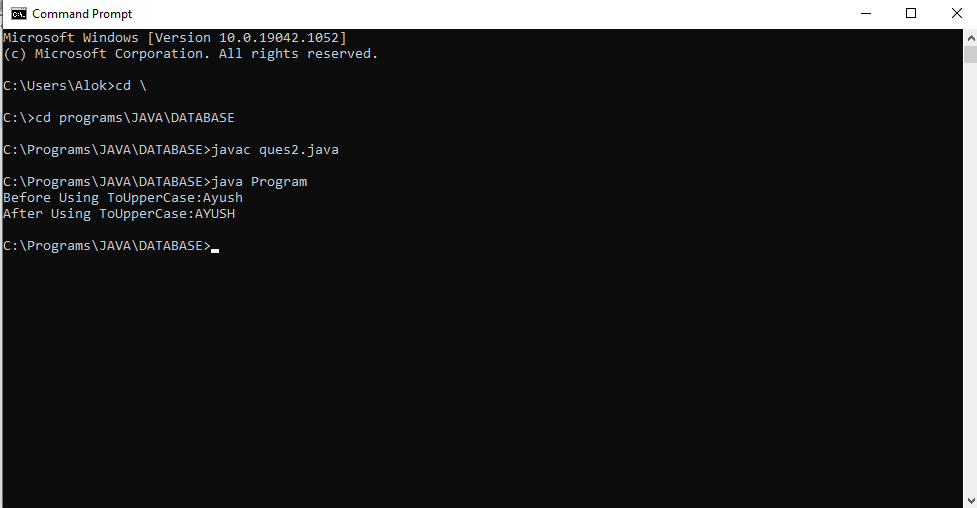 Command Prompt
Microsoft Windows [Version 10.0.19042.1052]
(c) Microsoft Corporation. All rights reserved.
C:\Users\Alok>cd \
C:\>cd programs\JAVA\DATABASE
C:\Programs\JAVA\DATABASE>javac ques2.java
C:\Programs\JAVA\DATABASE>java Program
Before Using ToUpperCase:Ayush
After Using ToUpperCase:AYUSH
C:\Programs\JAVA\DATABASE>